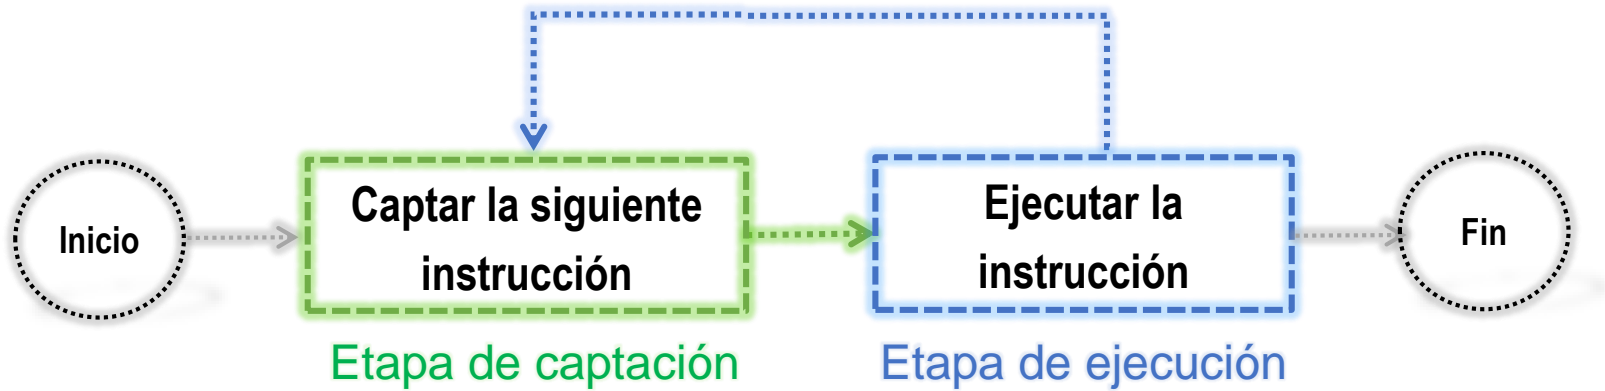 Inicio
Captar la siguiente
instrucción
Ejecutar la
instrucción
Fin
Etapa de captación
Etapa de ejecución